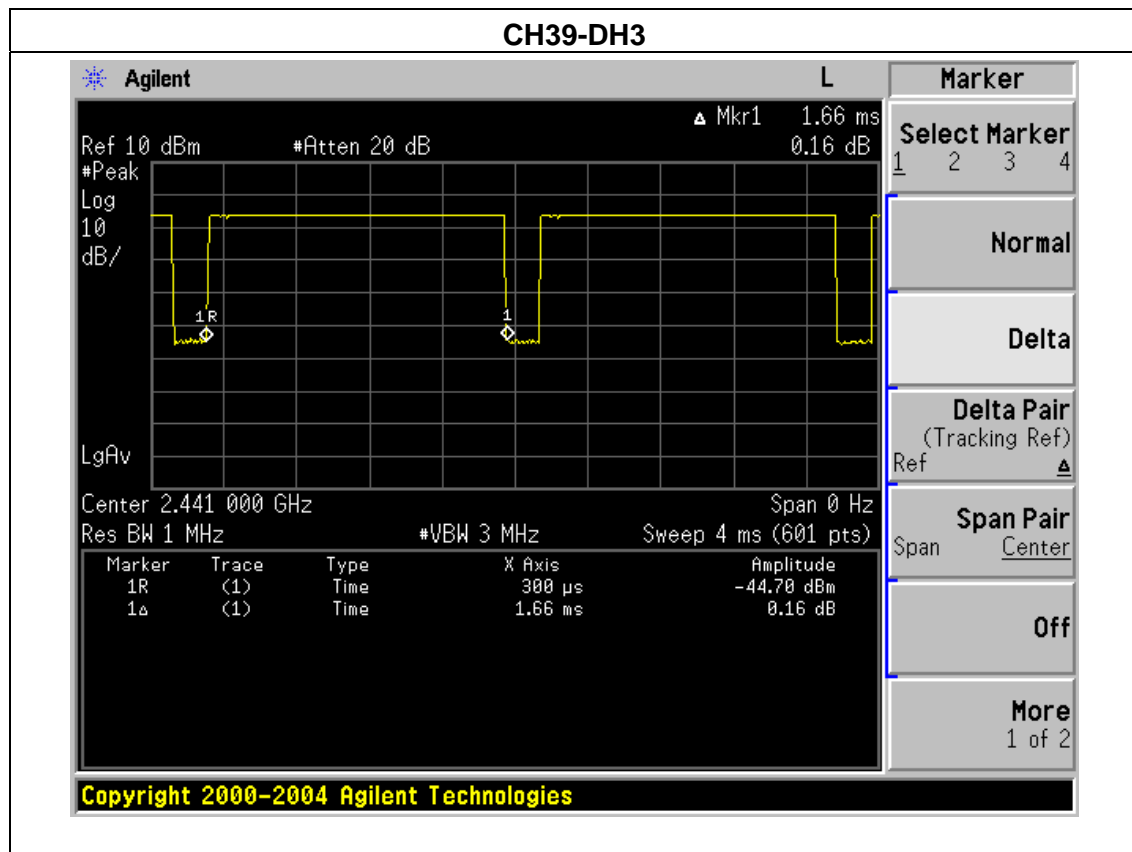 CH39-DH3
Agilent L
Δ Mkr1 1.66 ms
Ref 10 dBm #Atten 20 dB 0.16 dB
#Peak
Log
10
dB/
1R
1
LgAv
Center 2.441 000 GHz Span 0 Hz
Res BW 1 MHz #VBW 3 MHz Sweep 4 ms (601 pts)
Marker Trace Type X Axis Amplitude
1R (1) Time 300 µs -44.70 dBm
1Δ (1) Time 1.66 ms 0.16 dB
Marker
Select Marker
1 2 3 4
Normal
Delta
Delta Pair
(Tracking Ref)
Ref Δ
Span Pair
Span Center
Off
More
1 of 2
Copyright 2000-2004 Agilent Technologies